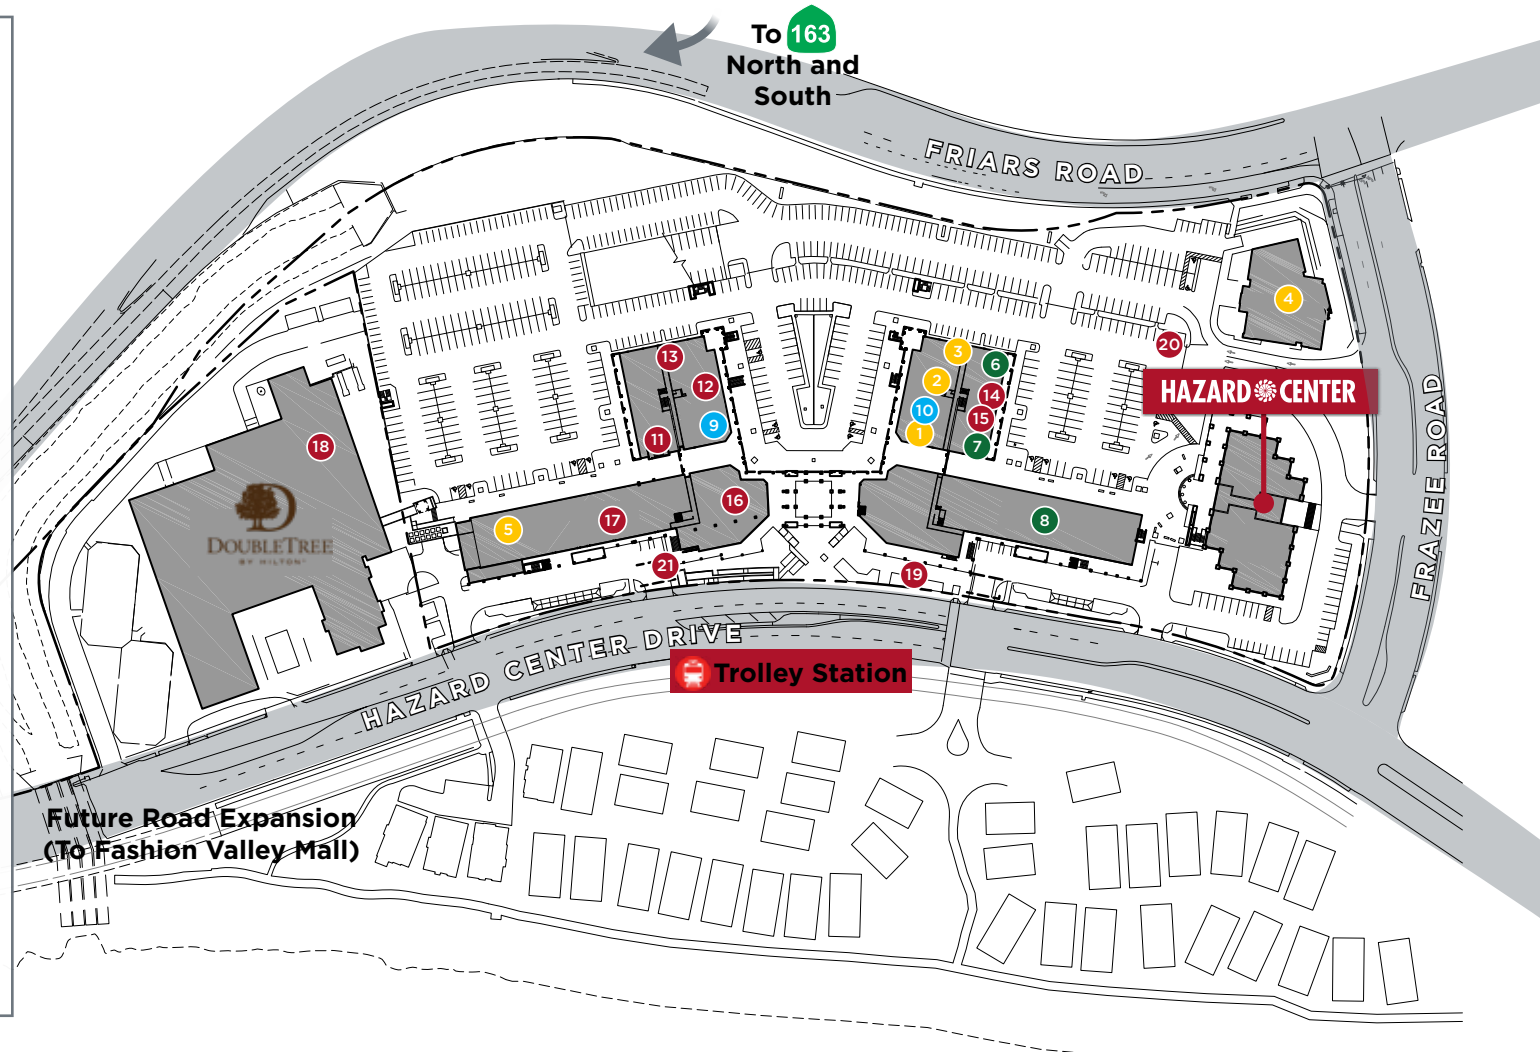 To 163
North and
South
FRIARS ROAD
4
20
3
13
6
2
12
14
10
15
9
1
11
7
HAZARD CENTER
18
FRAZEE ROAD
DOUBLETREE
BY HILTON
16
5
17
8
21
19
HAZARD CENTER DRIVE
Trolley Station
Future Road Expansion
(To Fashion Valley Mall)